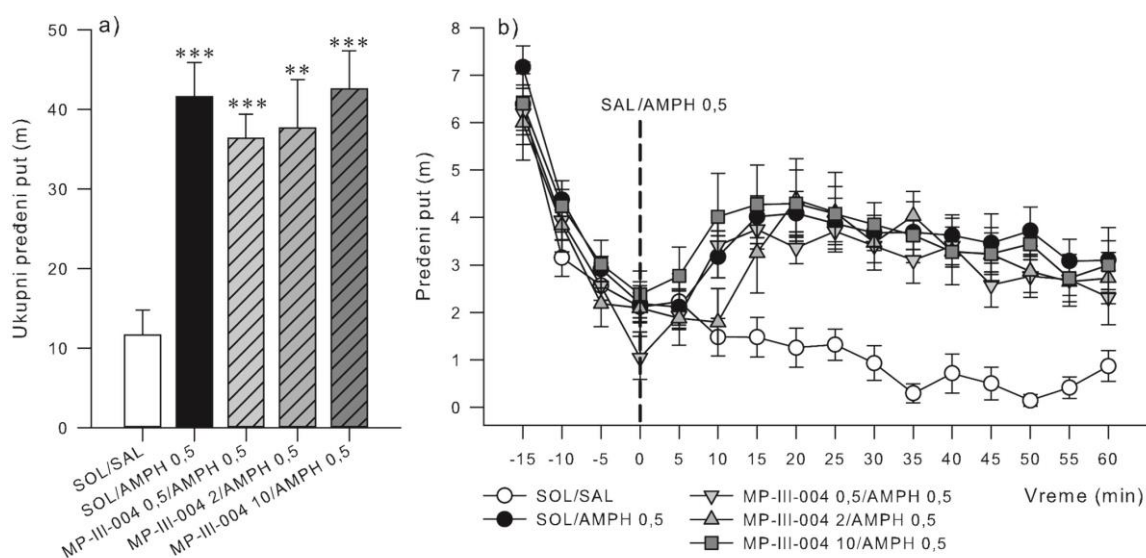 a)
Ukupni pređeni put (m)
50
40
30
20
10
0
***
***
**
***
SOL/SAL
SOL/AMPH 0,5
MP-III-004 0,5/AMPH 0,5
MP-III-004 2/AMPH 0,5
MP-III-004 10/AMPH 0,5
b)
Pređeni put (m)
8
7
6
5
4
3
2
1
0
SAL/AMPH 0,5
-15 -10 -5 0 5 10 15 20 25 30 35 40 45 50 55 60
Vreme (min)
SOL/SAL
SOL/AMPH 0,5
MP-III-004 0,5/AMPH 0,5
MP-III-004 2/AMPH 0,5
MP-III-004 10/AMPH 0,5